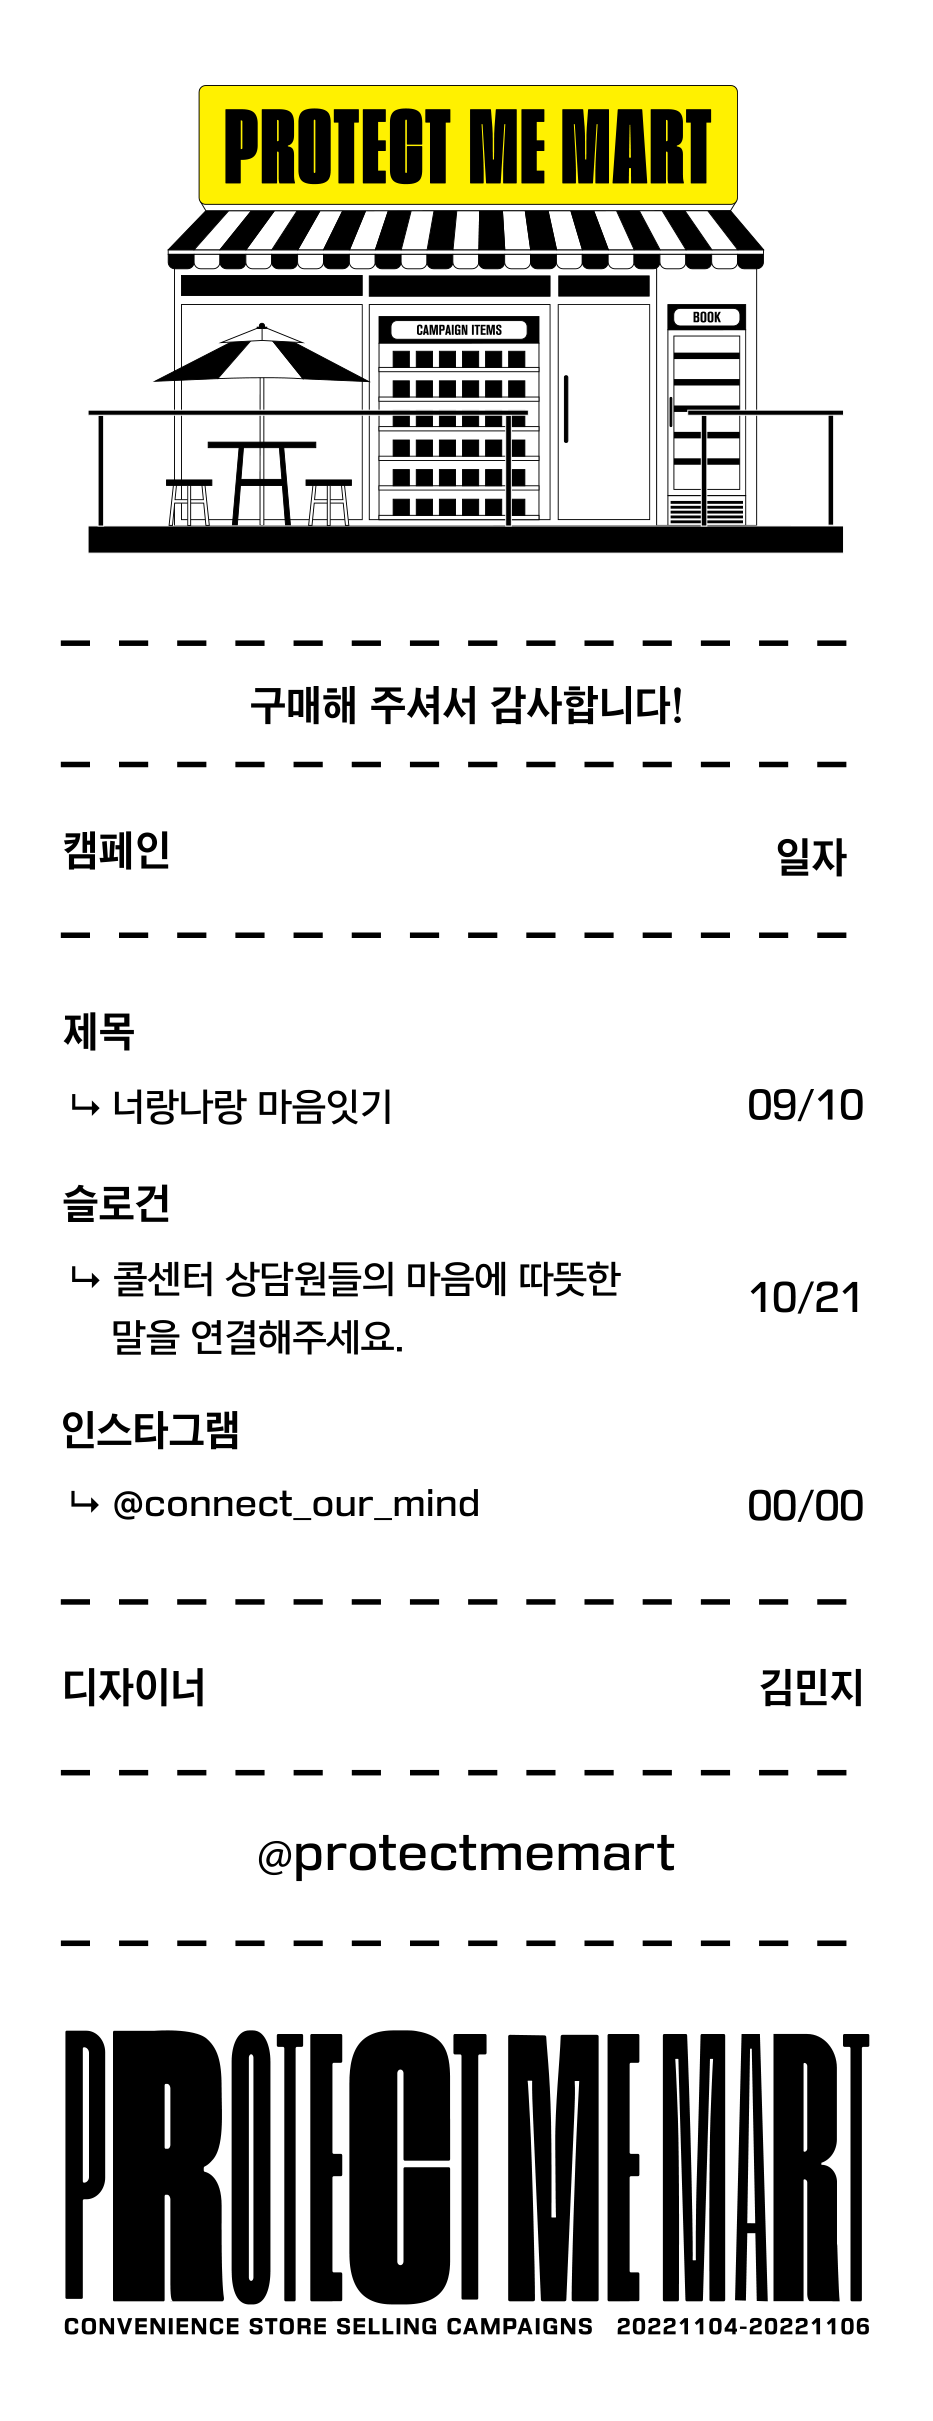 PROTECT ME MART
CAMPAIGN ITEMS
BOOK
구매해 주셔서 감사합니다!
캠페인 일자
제목
↳ 너랑나랑 마음잇기 09/10
슬로건
↳ 콜센터 상담원들의 마음에 따뜻한
말을 연결해주세요. 10/21
인스타그램
↳ @connect_our_mind 00/00
디자이너 김민지
@protectmemart
PROTECT ME MART
CONVENIENCE STORE SELLING CAMPAIGNS 20221104-20221106